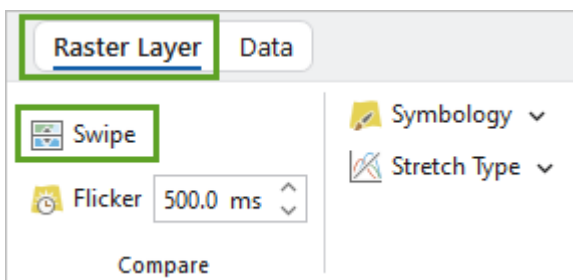 Raster Layer Data
Swipe
Flicker 500.0 ms
Compare
Symbology
Stretch Type